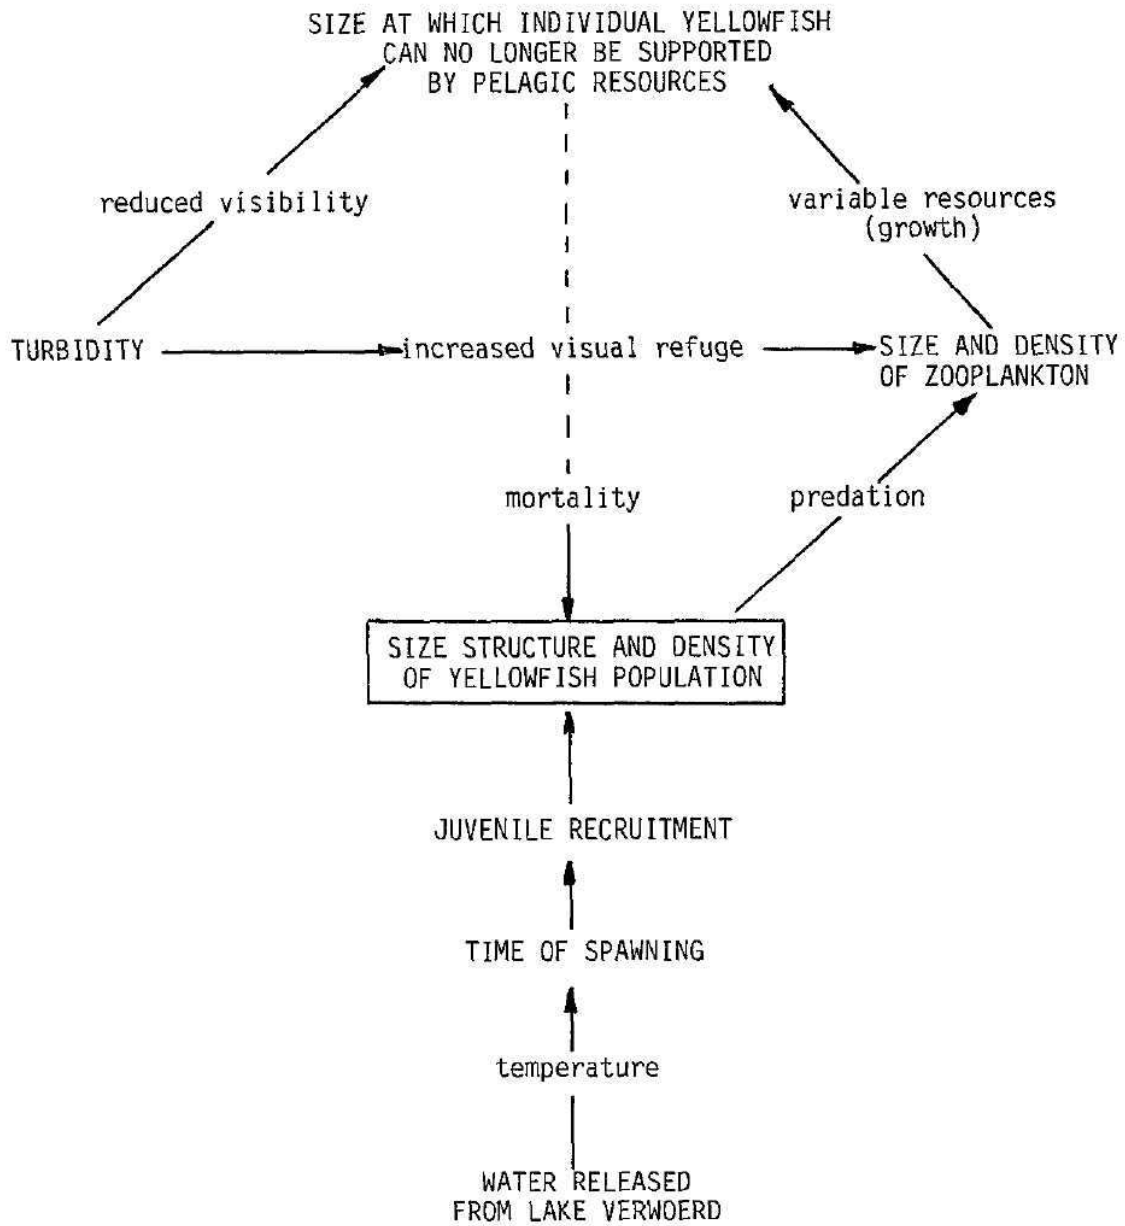 SIZE AT WHICH INDIVIDUAL YELLOWFISH
CAN NO LONGER BE SUPPORTED
BY PELAGIC RESOURCES
reduced visibility
variable resources
(growth)
TURBIDITY
increased visual refuge
SIZE AND DENSITY
OF ZOOPLANKTON
mortality
predation
SIZE STRUCTURE AND DENSITY
OF YELLOWFISH POPULATION
JUVENILE RECRUITMENT
TIME OF SPAWNING
temperature
WATER RELEASED
FROM LAKE VERWOERD